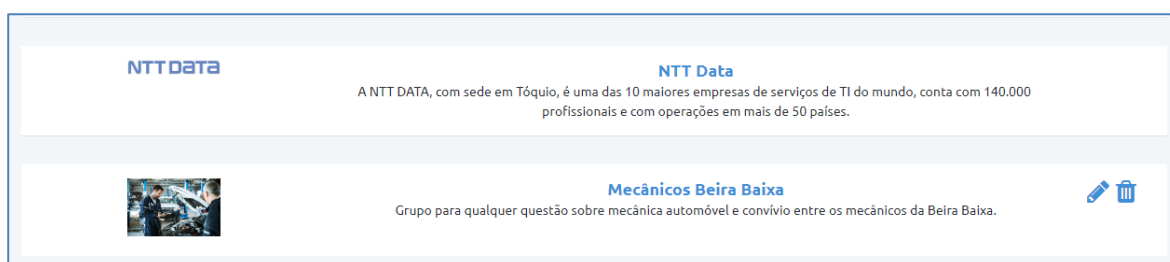 NTT DATA
NTT Data
A NTT DATA, com sede em Tóquio, é uma das 10 maiores empresas de serviços de TI do mundo, conta com 140.000
profissionais e com operações em mais de 50 países.
Mecânicos Beira Baixa
Grupo para qualquer questão sobre mecânica automóvel e convívio entre os mecânicos da Beira Baixa.